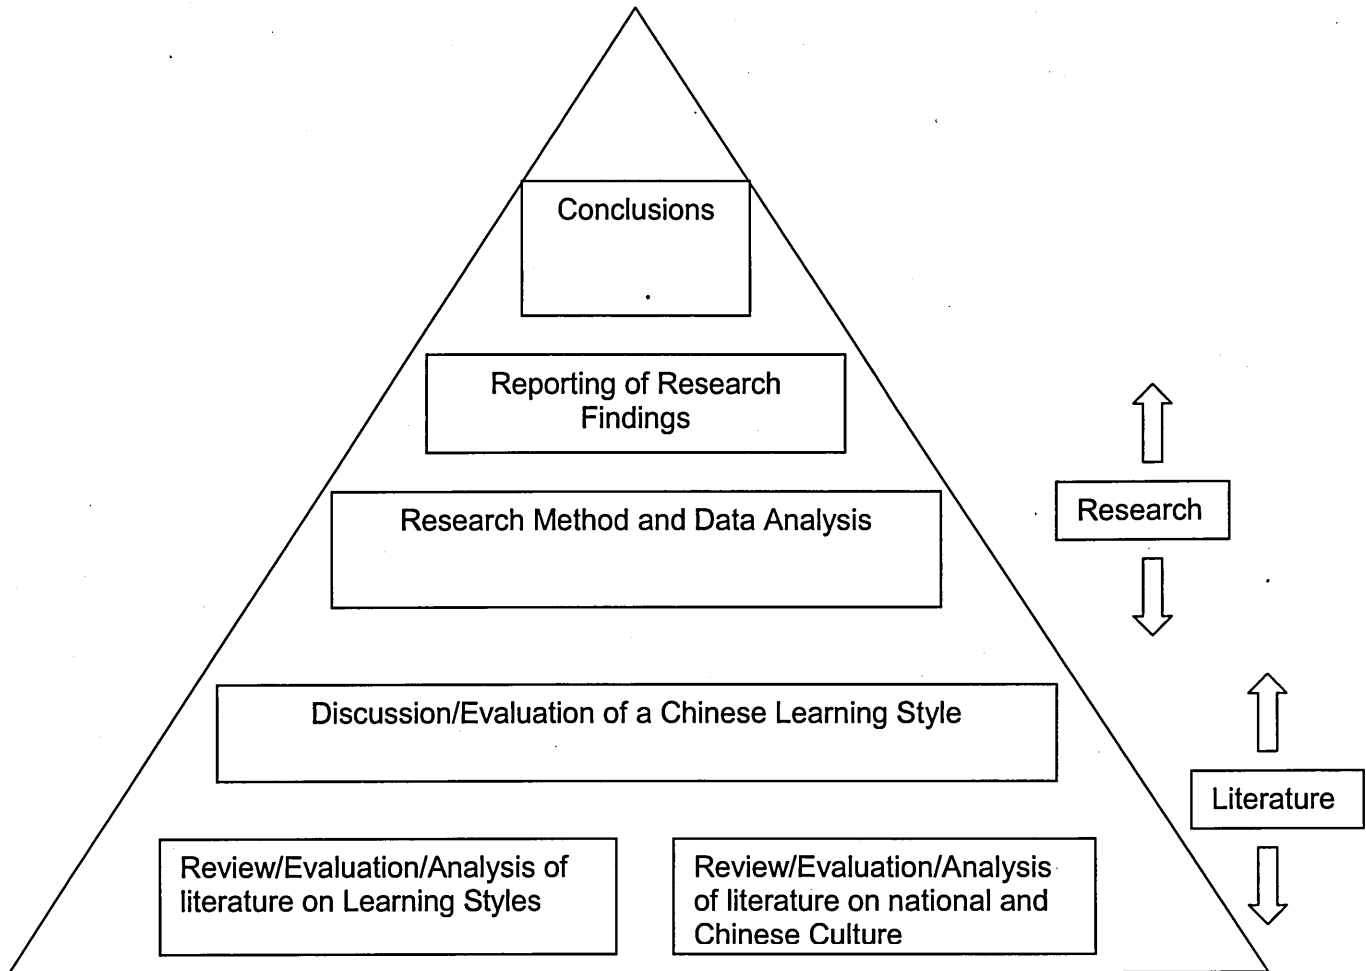 Conclusions
Reporting of Research
Findings
Research Method and Data Analysis
Research
Discussion/Evaluation of a Chinese Learning Style
Literature
Review/Evaluation/Analysis of
literature on Learning Styles
Review/Evaluation/Analysis
of literature on national and
Chinese Culture